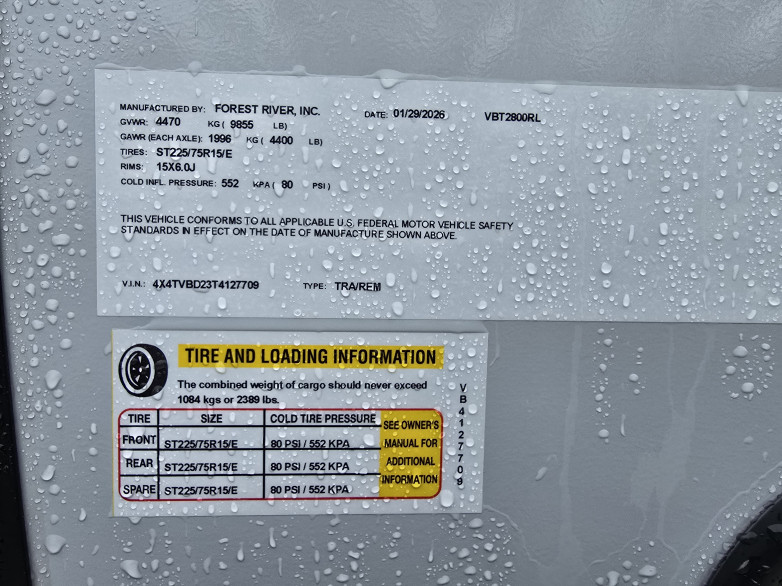 MANUFACTURED BY: FOREST RIVER, INC. DATE: 01/29/2026 VBT2800RL
GVWR: 4470 KG ( 9855 LB)
GAWR (EACH AXLE): 1996 KG ( 4400 LB)
TIRES: ST225/75R15/E
RIMS: 15X6.0J
COLD INFL. PRESSURE: 552 KPA ( 80 PSI )
THIS VEHICLE CONFORMS TO ALL APPLICABLE U.S. FEDERAL MOTOR VEHICLE SAFETY
STANDARDS IN EFFECT ON THE DATE OF MANUFACTURE SHOWN ABOVE.
V.I.N.: 4X4TVBD23T4127709 TYPE: TRA/REM
TIRE AND LOADING INFORMATION
The combined weight of cargo should never exceed
1084 kgs or 2389 lbs.
TIRE SIZE COLD TIRE PRESSURE
FRONT ST225/75R15/E 80 PSI / 552 KPA
REAR ST225/75R15/E 80 PSI / 552 KPA
SPARE ST225/75R15/E 80 PSI / 552 KPA
SEE OWNER'S
MANUAL FOR
ADDITIONAL
INFORMATION
VB4127709